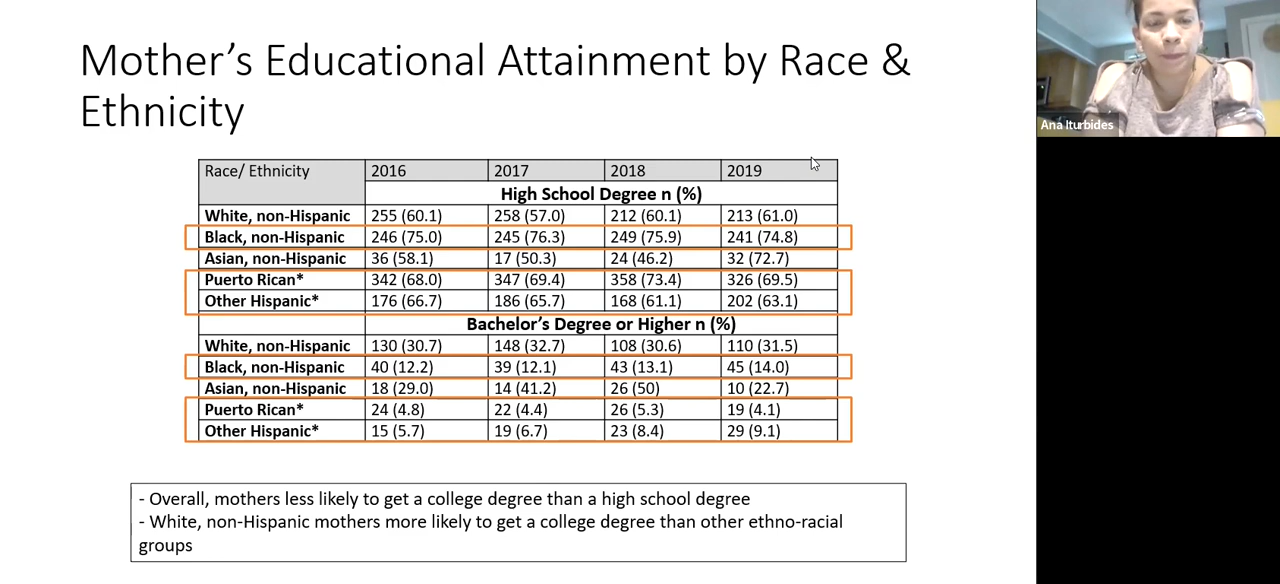 Mother’s Educational Attainment by Race &
Ethnicity
Race/ Ethnicity 2016 2017 2018 2019
High School Degree n (%)
White, non-Hispanic 255 (60.1) 258 (57.0) 212 (60.1) 213 (61.0)
Black, non-Hispanic 246 (75.0) 245 (76.3) 249 (75.9) 241 (74.8)
Asian, non-Hispanic 36 (58.1) 17 (50.3) 24 (46.2) 32 (72.7)
Puerto Rican* 342 (68.0) 347 (69.4) 358 (73.4) 326 (69.5)
Other Hispanic* 176 (66.7) 186 (65.7) 168 (61.1) 202 (63.1)
Bachelor’s Degree or Higher n (%)
White, non-Hispanic 130 (30.7) 148 (32.7) 108 (30.6) 110 (31.5)
Black, non-Hispanic 40 (12.2) 39 (12.1) 43 (13.1) 45 (14.0)
Asian, non-Hispanic 18 (29.0) 14 (41.2) 26 (50) 10 (22.7)
Puerto Rican* 24 (4.8) 22 (4.4) 26 (5.3) 19 (4.1)
Other Hispanic* 15 (5.7) 19 (6.7) 23 (8.4) 29 (9.1)
- Overall, mothers less likely to get a college degree than a high school degree
- White, non-Hispanic mothers more likely to get a college degree than other ethno-racial
groups
Ana Iturbides